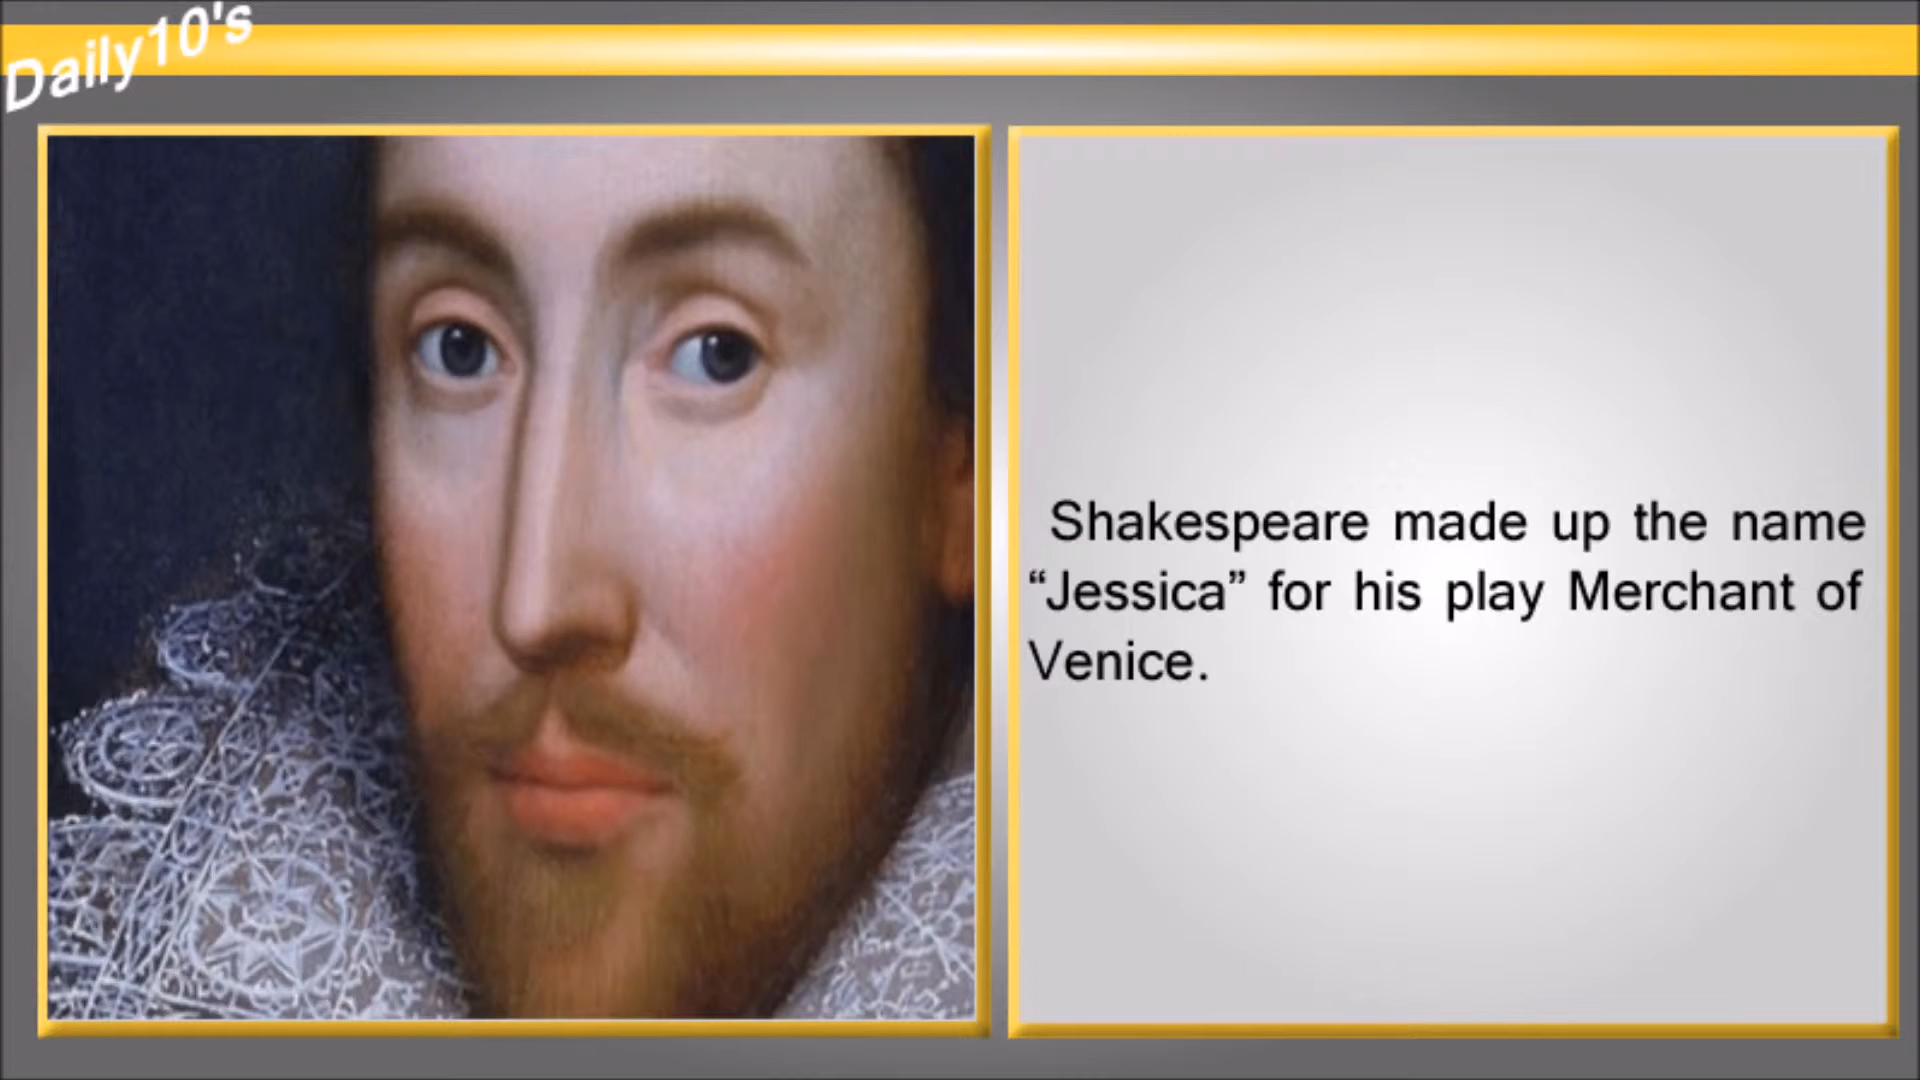 Daily10's
Shakespeare made up the name
“Jessica” for his play Merchant of
Venice.